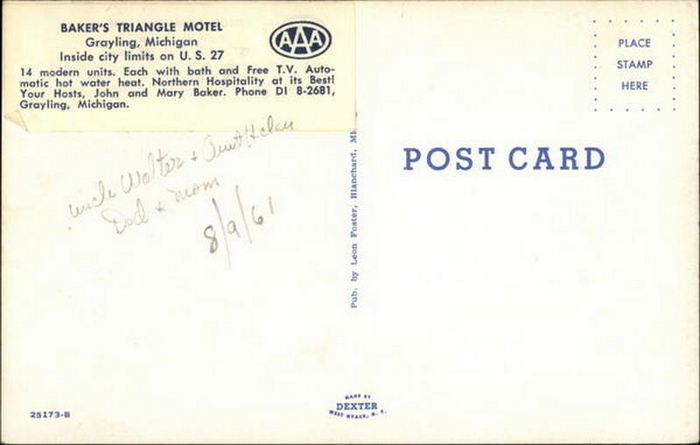 BAKER'S TRIANGLE MOTEL
Grayling, Michigan
Inside city limits on U. S. 27
AAA
14 modern units. Each with bath and Free T.V. Auto-
matic hot water heat. Northern Hospitality at its Best!
Your Hosts, John and Mary Baker. Phone DI 8-2681,
Grayling, Michigan.
PLACE
STAMP
HERE
Uncle Walter + Aunt Helen
Dad + mom
8/9/61
POST CARD
Pub. by Leon Foster, Blanchard, Mi
25173-B
MADE BY
DEXTER
WEST NYACK, N. Y.